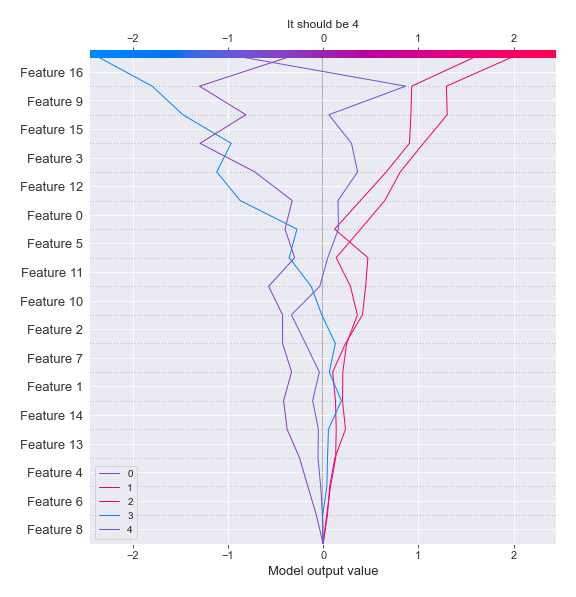 It should be 4
−2 −1 0 1 2
Feature 16
Feature 9
Feature 15
Feature 3
Feature 12
Feature 0
Feature 5
Feature 11
Feature 10
Feature 2
Feature 7
Feature 1
Feature 14
Feature 13
Feature 4
Feature 6
Feature 8
0
1
2
3
4
−2 −1 0 1 2
Model output value